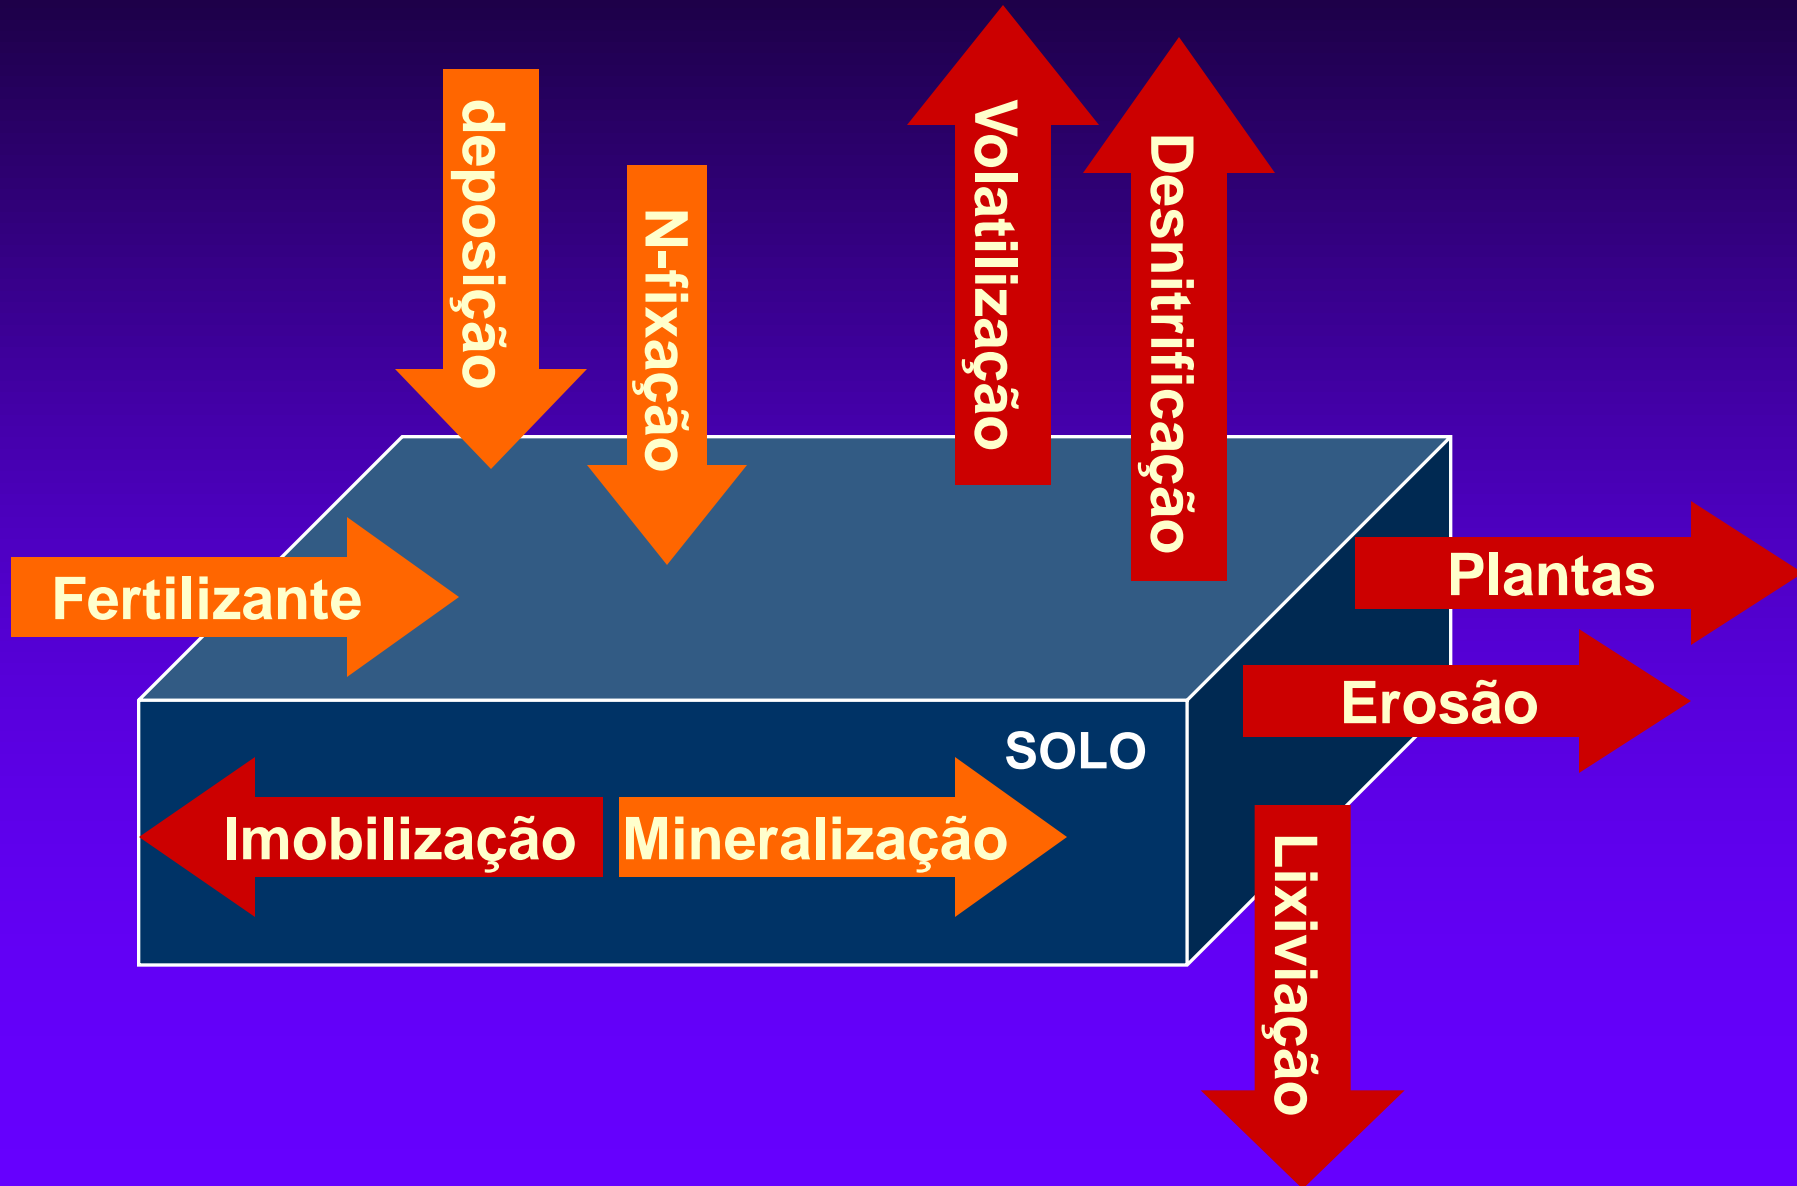 deposição
N-fixação
Volatilização
Desnitrificação
Fertilizante
Plantas
Erosão
SOLO
Imobilização
Mineralização
Lixiviação